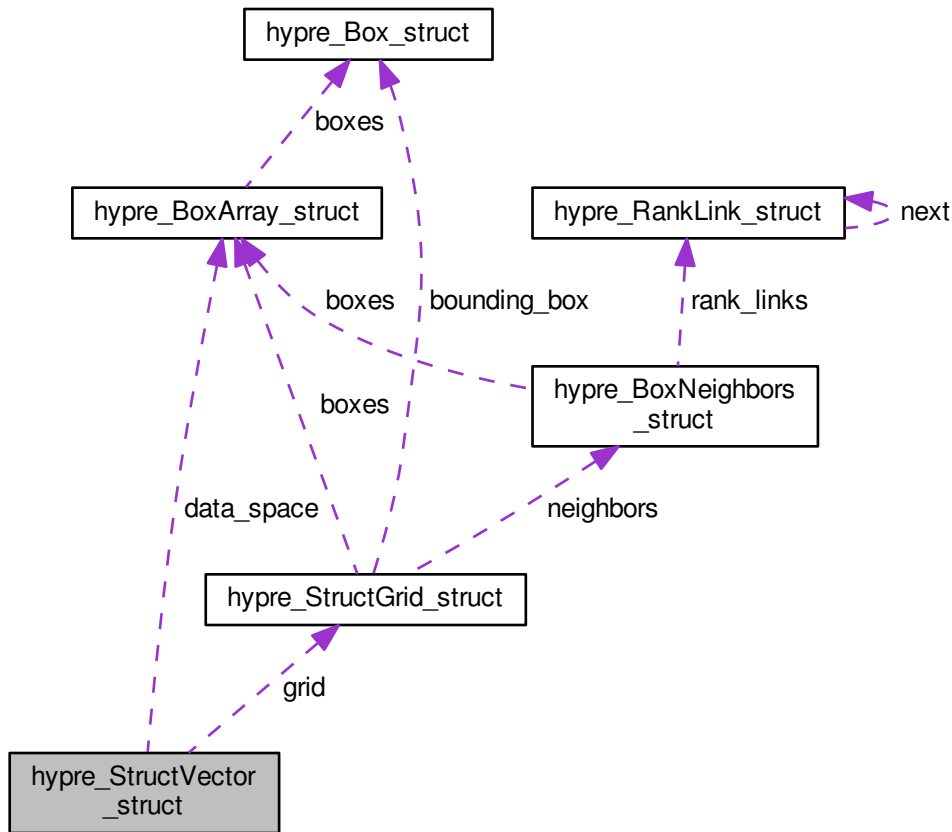 hypre_Box_struct
boxes
hypre_BoxArray_struct
hypre_RankLink_struct
next
boxes
bounding_box
rank_links
hypre_BoxNeighbors
_struct
boxes
data_space
neighbors
hypre_StructGrid_struct
grid
hypre_StructVector
_struct